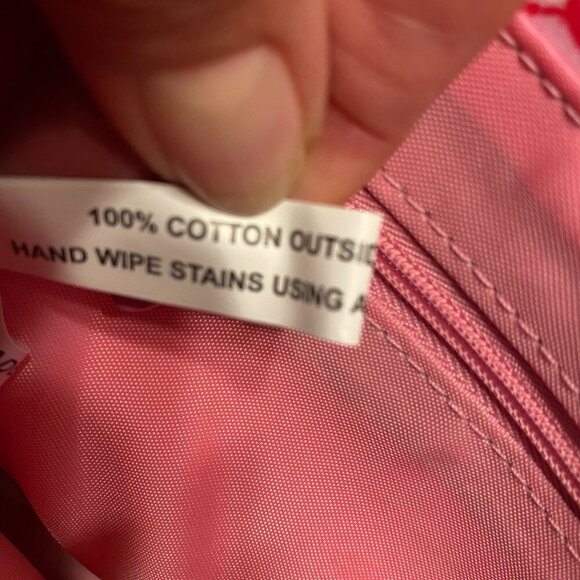 100% COTTON OUTSID
HAND WIPE STAINS USING A